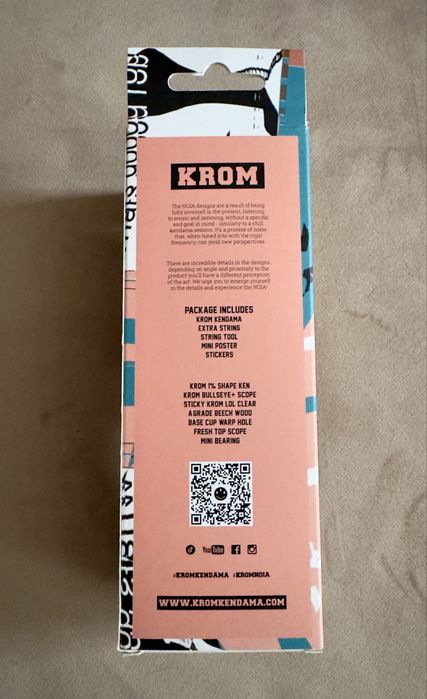 KROM
The NOIA designs are a result of being
fully invested in the present, listening
to music and jamming, without a specific
end goal in mind - similarly to a chill
kendama session. It's a process of noise
that, when tuned into with the right
frequency, can yield new perspectives.
There are incredible details in the designs
depending on angle and proximity to the
product you'll have a different perception
of the art. We urge you to emerge yourself
in the details and experience the NOIA!
PACKAGE INCLUDES
KROM KENDAMA
EXTRA STRING
STRING TOOL
MINI POSTER
STICKERS
KROM 1% SHAPE KEN
KROM BULLSEYE+ SCOPE
STICKY KROM LOL CLEAR
A GRADE BEECH WOOD
BASE CUP WARP HOLE
FRESH TOP SCOPE
MINI BEARING
YouTube
#KROMKENDAMA #KROMNOIA
WWW.KROMKENDAMA.COM